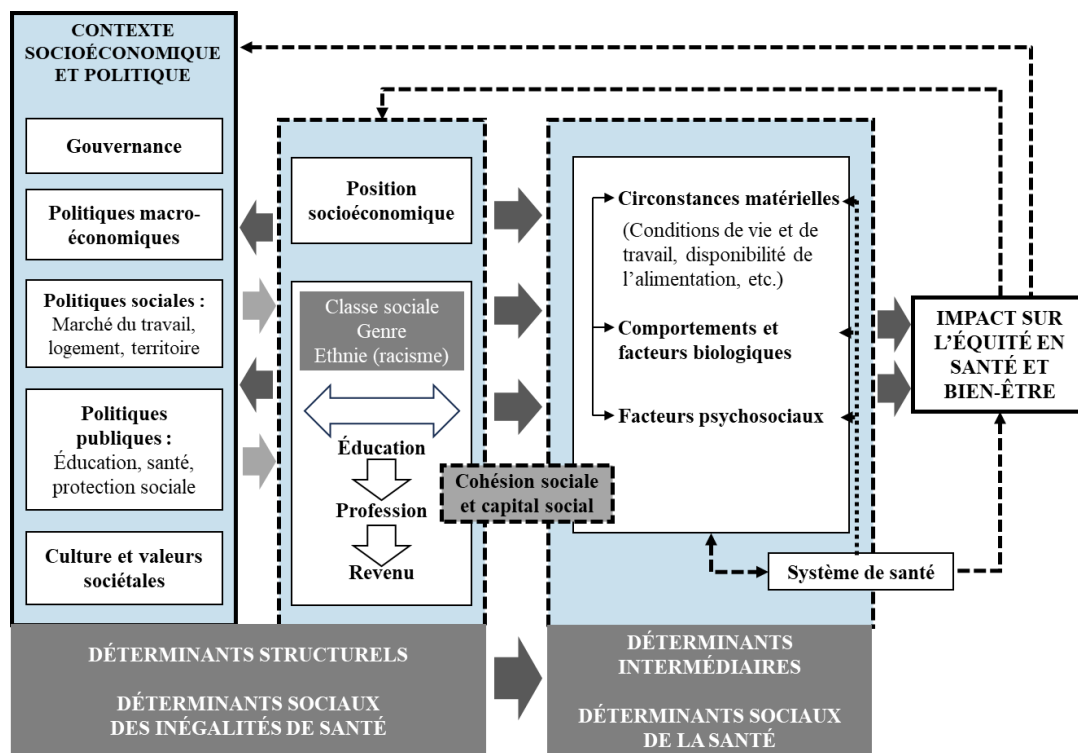 CONTEXTE
SOCIOÉCONOMIQUE
ET POLITIQUE
Gouvernance
Politiques macro-
économiques
Politiques sociales :
Marché du travail,
logement, territoire
Politiques
publiques :
Éducation, santé,
protection sociale
Culture et valeurs
sociétales
Position
socioéconomique
Classe sociale
Genre
Ethnie (racisme)
Éducation
Profession
Revenu
Cohésion sociale
et capital social
Circonstances matérielles
(Conditions de vie et de
travail, disponibilité de
l’alimentation, etc.)
Comportements et
facteurs biologiques
Facteurs psychosociaux
Système de santé
IMPACT SUR
L’ÉQUITÉ EN
SANTÉ ET
BIEN-ÊTRE
DÉTERMINANTS STRUCTURELS
DÉTERMINANTS SOCIAUX
DES INÉGALITÉS DE SANTÉ
DÉTERMINANTS
INTERMÉDIAIRES
DÉTERMINANTS SOCIAUX
DE LA SANTÉ